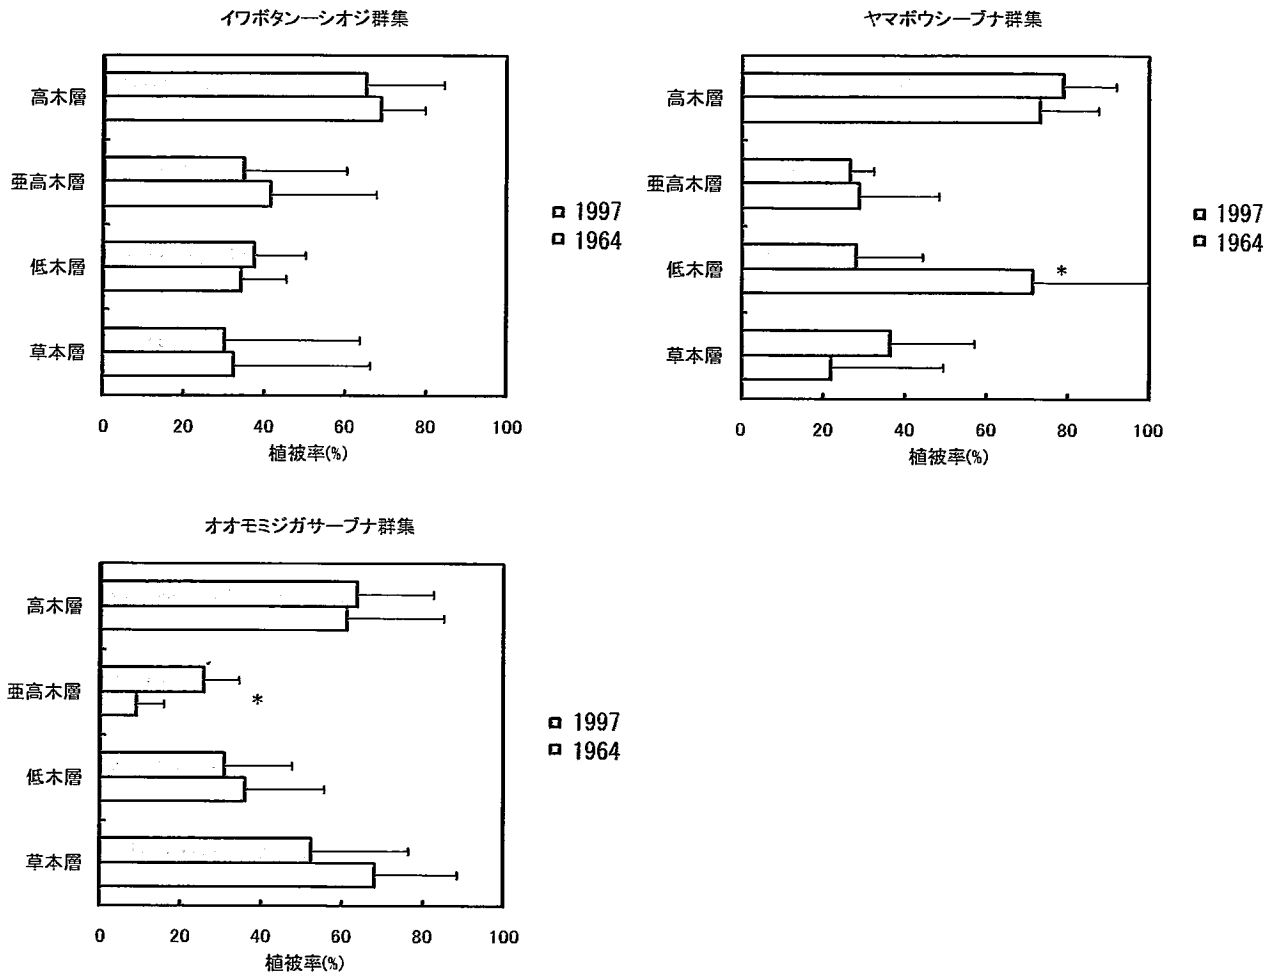 イワボタンーシオジ群集
高木層
亜高木層
低木層
草本層
0 20 40 60 80 100
植被率(%)
1997
1964
ヤマボウシーブナ群集
高木層
亜高木層
低木層
*
草本層
0 20 40 60 80 100
植被率(%)
1997
1964
オオモミジガサーブナ群集
高木層
亜高木層
*
低木層
草本層
0 20 40 60 80 100
植被率(%)
1997
1964